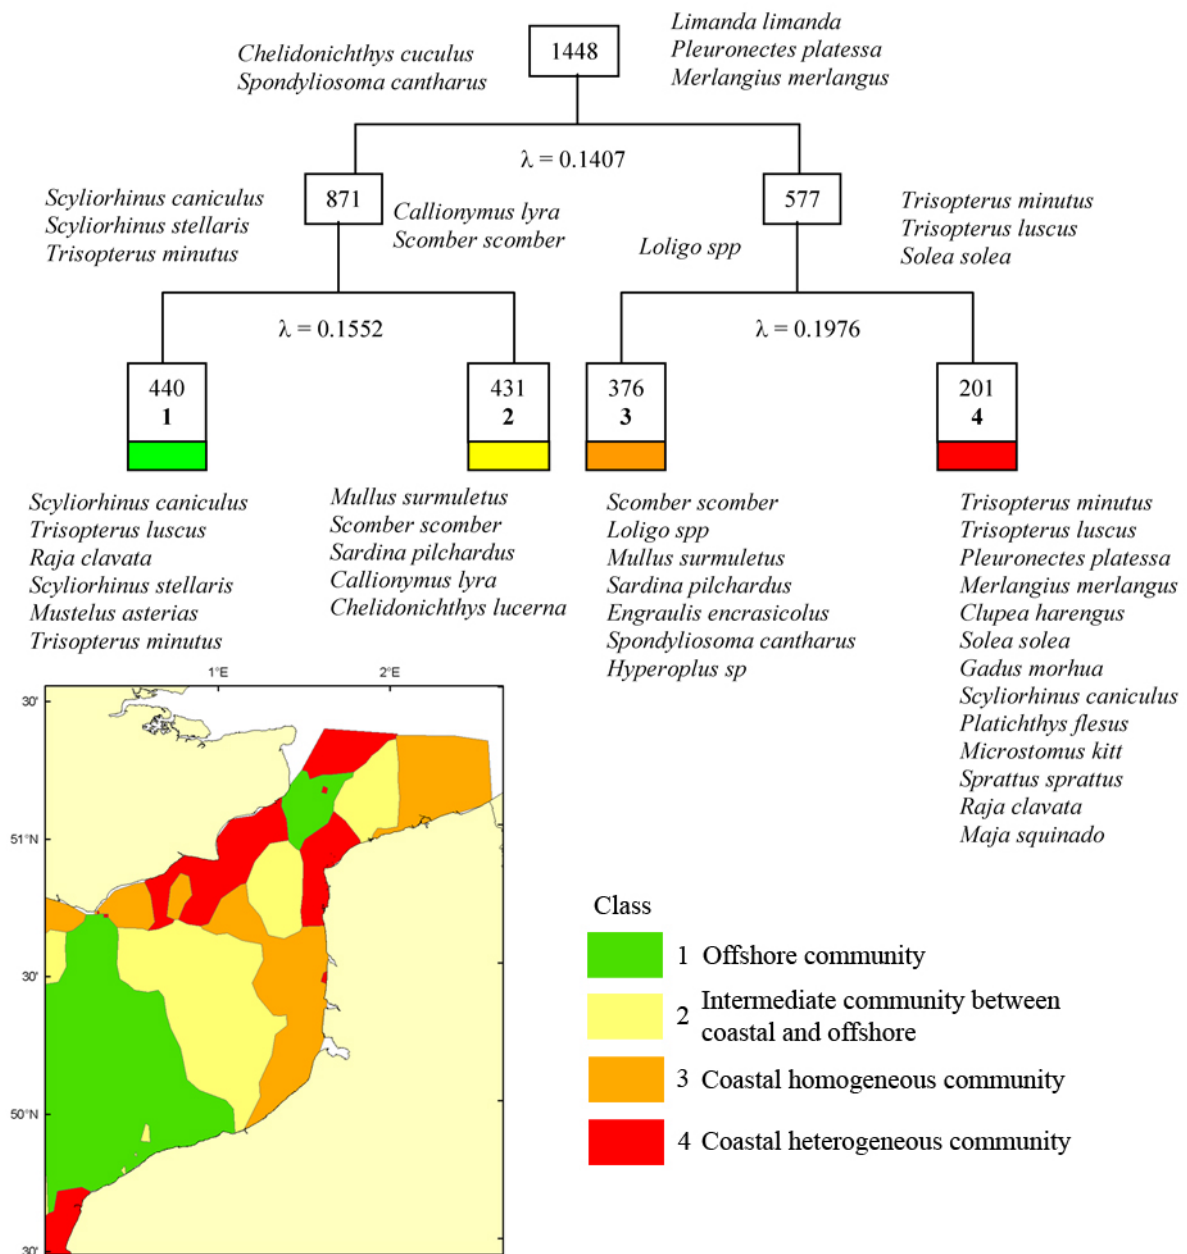 Chelidonichthys cuculus
Spondyliosoma cantharus
1448
Limanda limanda
Pleuronectes platessa
Merlangius merlangus
λ = 0.1407
Scyliorhinus caniculus
Scyliorhinus stellaris
Trisopterus minutus
871
Callionymus lyra
Scomber scomber
Loligo spp
577
Trisopterus minutus
Trisopterus luscus
Solea solea
λ = 0.1552
λ = 0.1976
440
1
431
2
376
3
201
4
Scyliorhinus caniculus
Trisopterus luscus
Raja clavata
Scyliorhinus stellaris
Mustelus asterias
Trisopterus minutus
Mullus surmuletus
Scomber scomber
Sardina pilchardus
Callionymus lyra
Chelidonichthys lucerna
Scomber scomber
Loligo spp
Mullus surmuletus
Sardina pilchardus
Engraulis encrasicolus
Spondyliosoma cantharus
Hyperoplus sp
Trisopterus minutus
Trisopterus luscus
Pleuronectes platessa
Merlangius merlangus
Clupea harengus
Solea solea
Gadus morhua
Scyliorhinus caniculus
Platichthys flesus
Microstomus kitt
Sprattus sprattus
Raja clavata
Maja squinado
1°E
2°E
30'
51°N
30'
50°N
30'
Class
1 Offshore community
2 Intermediate community between
coastal and offshore
3 Coastal homogeneous community
4 Coastal heterogeneous community